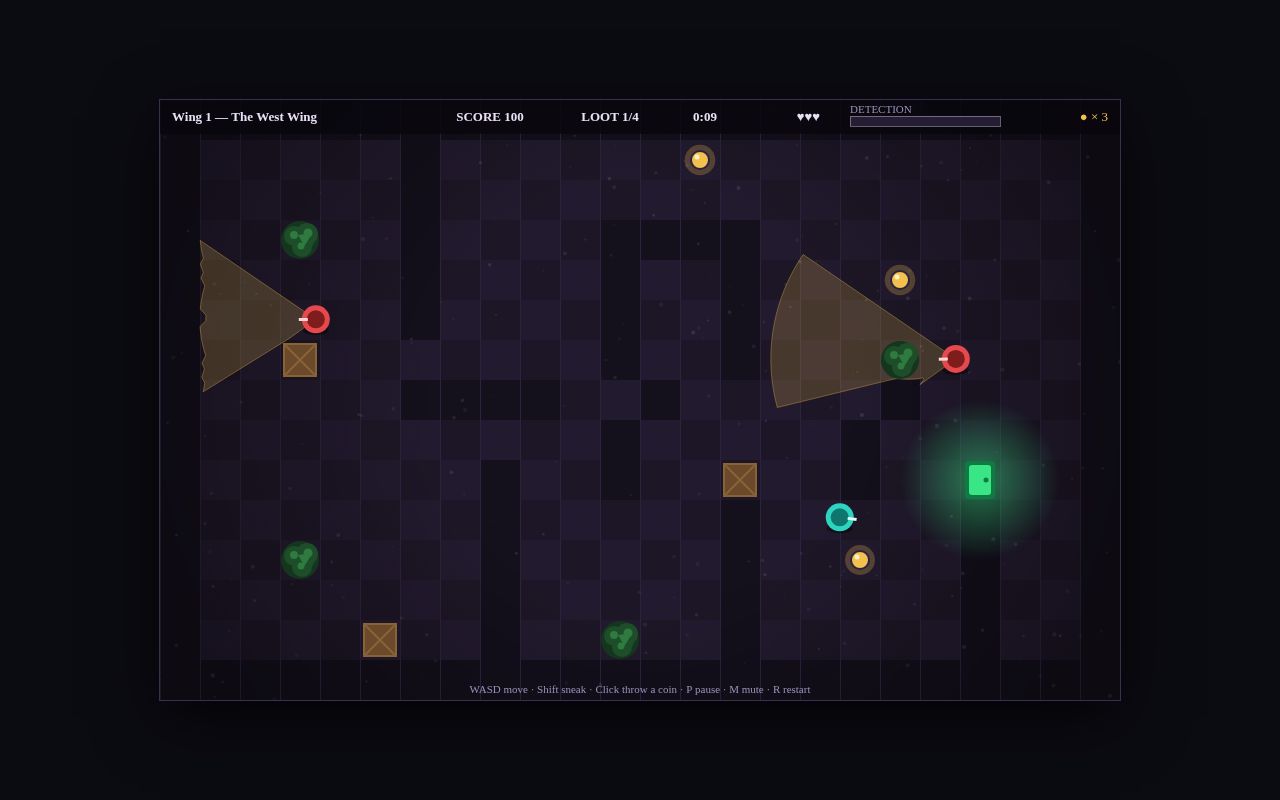 Wing 1 — The West Wing SCORE 100 LOOT 1/4 0:09 ♥♥♥ DETECTION ● × 3
WASD move · Shift sneak · Click throw a coin · P pause · M mute · R restart